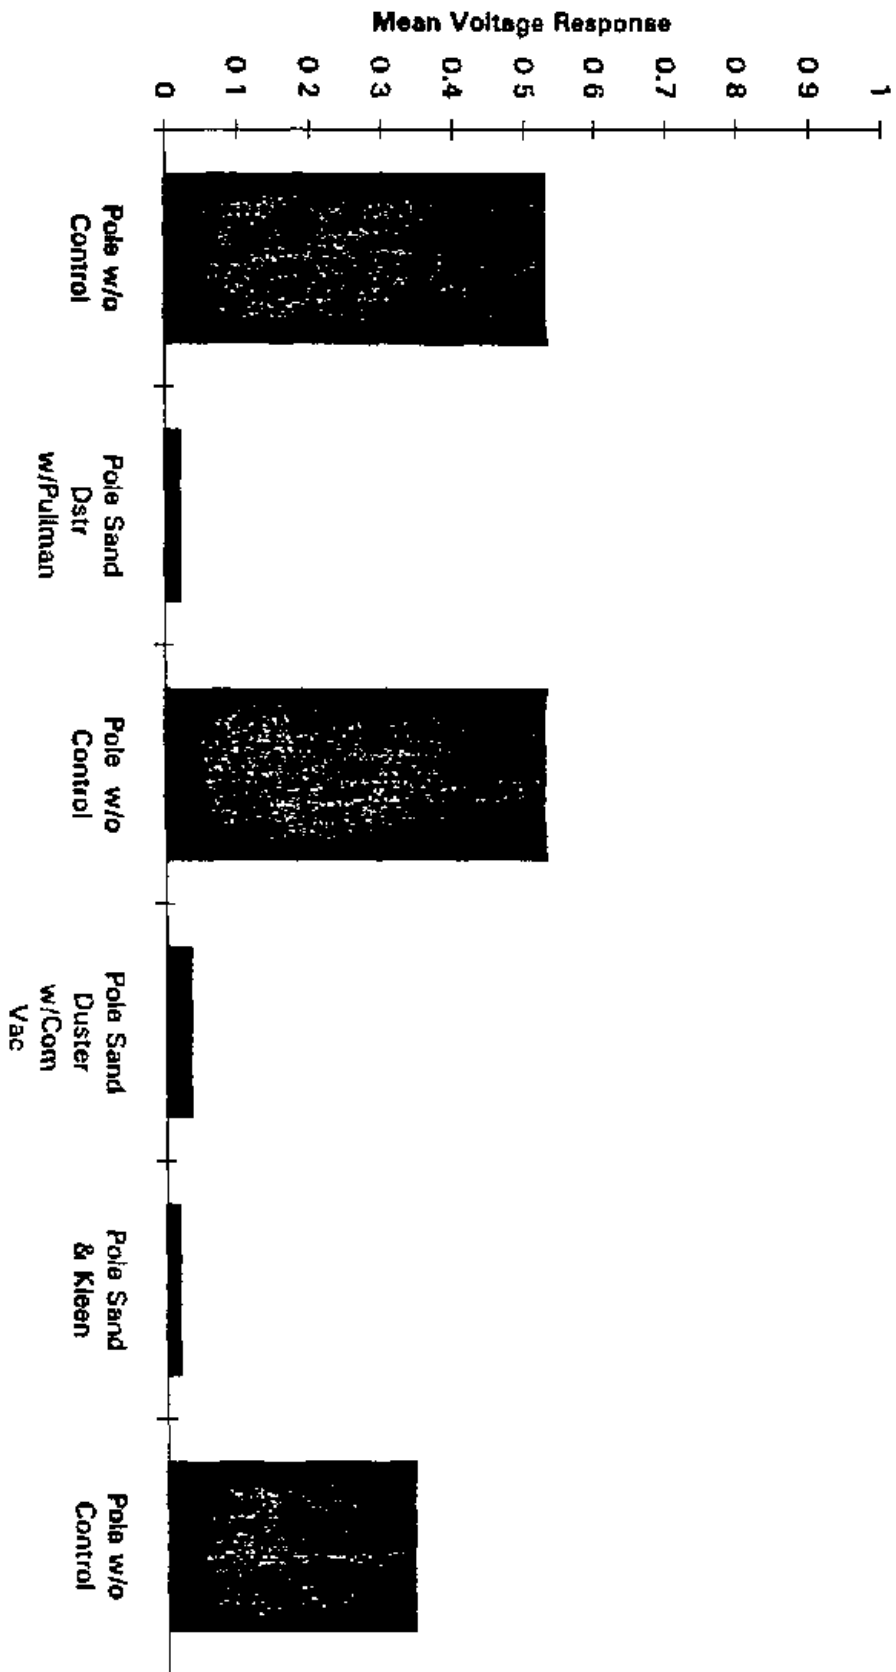 Mean Voltage Response
1
0 9
0.8
0.7
0.6
0.5
0.4
0 3
0 2
0 1
0
Pole w/o
Control
Pole Sand
Dstr
w/Pullman
Pole w/o
Control
Pole Sand
Duster
w/Com
Vac
Pole Sand
& Kleen
Pole w/o
Control